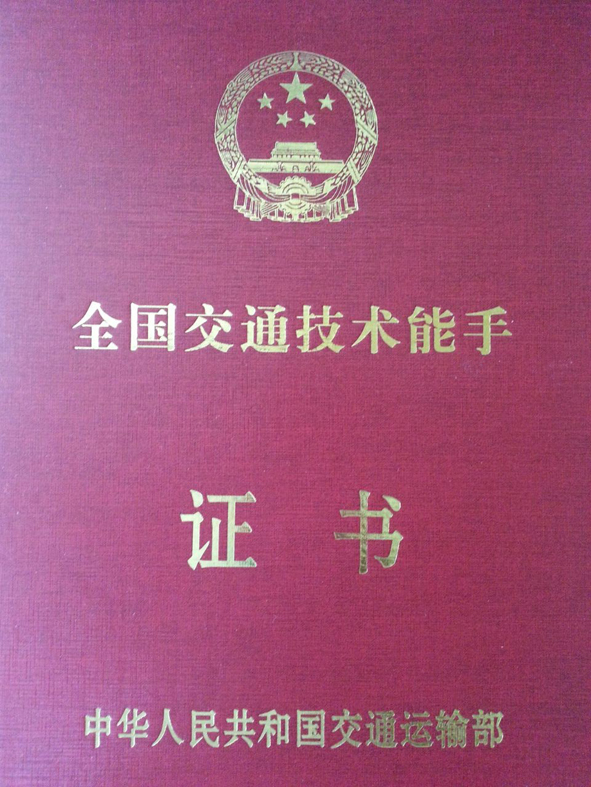 全国交通技术能手
证书
中华人民共和国交通运输部